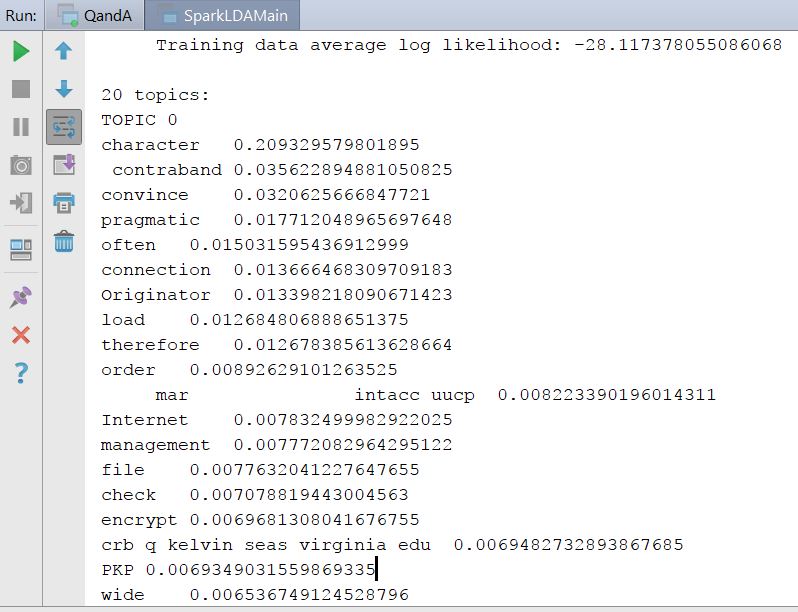 Run: QandA SparkLDAMain
Training data average log likelihood: -28.117378055086068
20 topics:
TOPIC 0
character 0.209329579801895
contraband 0.035622894881050825
convince 0.0320625666847721
pragmatic 0.017712048965697648
often 0.015031595436912999
connection 0.013666468309709183
Originator 0.013398218090671423
load 0.012684806888651375
therefore 0.012678385613628664
order 0.00892629101263525
mar intacc uucp 0.008223390196014311
Internet 0.007832499982922025
management 0.007772082964295122
file 0.0077632041227647655
check 0.007078819443004563
encrypt 0.0069681308041676755
crb q kelvin seas virginia edu 0.0069482732893867685
PKP 0.0069349031559869335
wide 0.006536749124528796